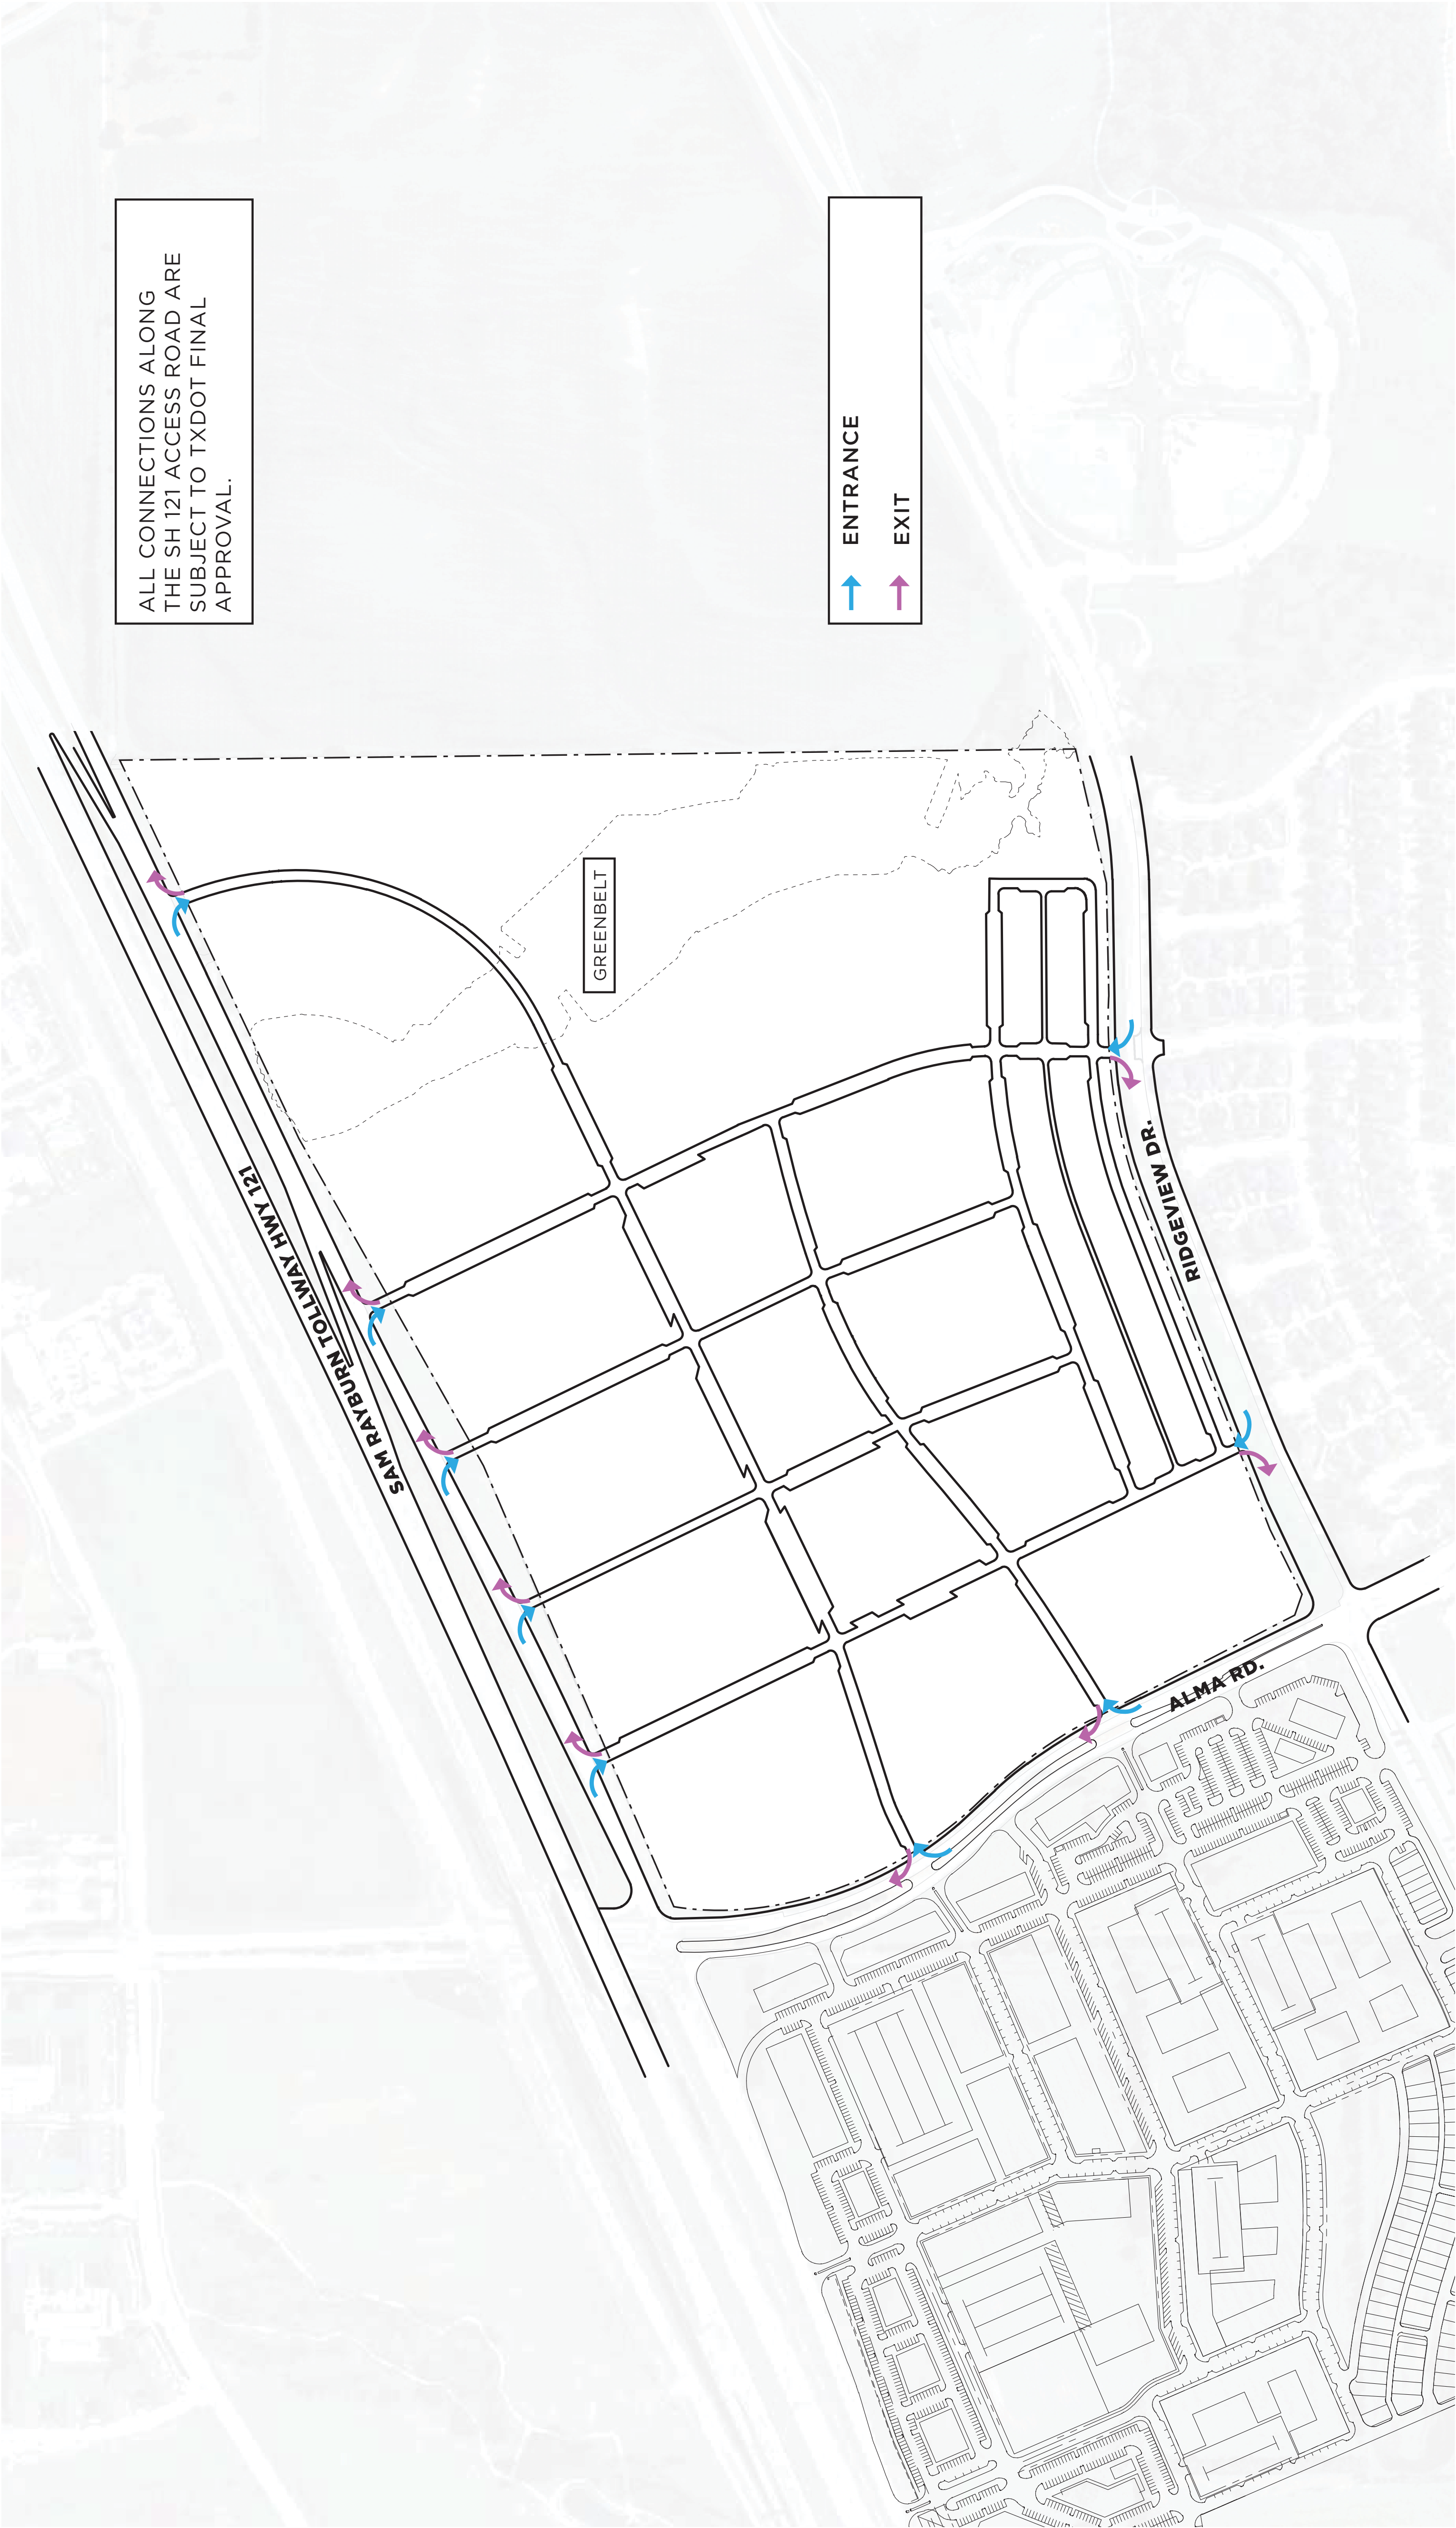 ALL CONNECTIONS ALONG
THE SH 121 ACCESS ROAD ARE
SUBJECT TO TXDOT FINAL
APPROVAL.
ENTRANCE
EXIT
GREENBELT
SAM RAYBURN TOLLWAY HWY 121
RIDGEVIEW DR.
ALMA RD.